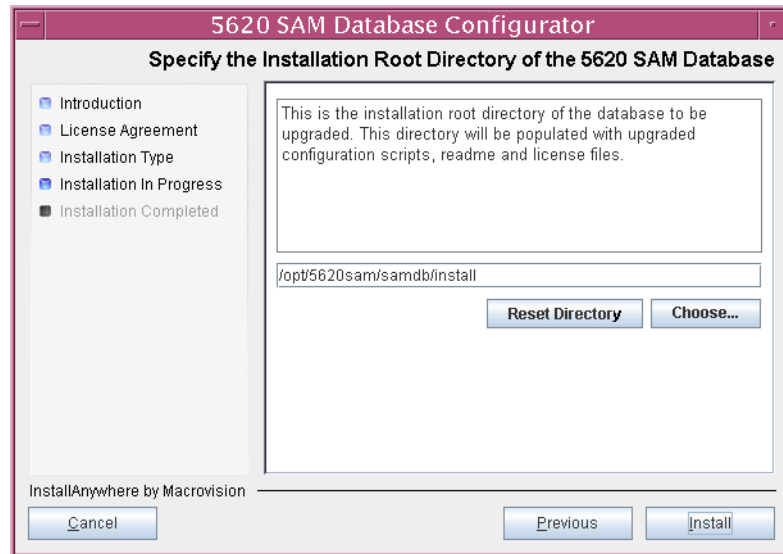 5620 SAM Database Configurator
Specify the Installation Root Directory of the 5620 SAM Database
Introduction
License Agreement
Installation Type
Installation In Progress
Installation Completed
This is the installation root directory of the database to be
upgraded. This directory will be populated with upgraded
configuration scripts, readme and license files.
/opt/5620sam/samdb/install
Reset Directory
Choose...
InstallAnywhere by Macrovision
Cancel
Previous
Install